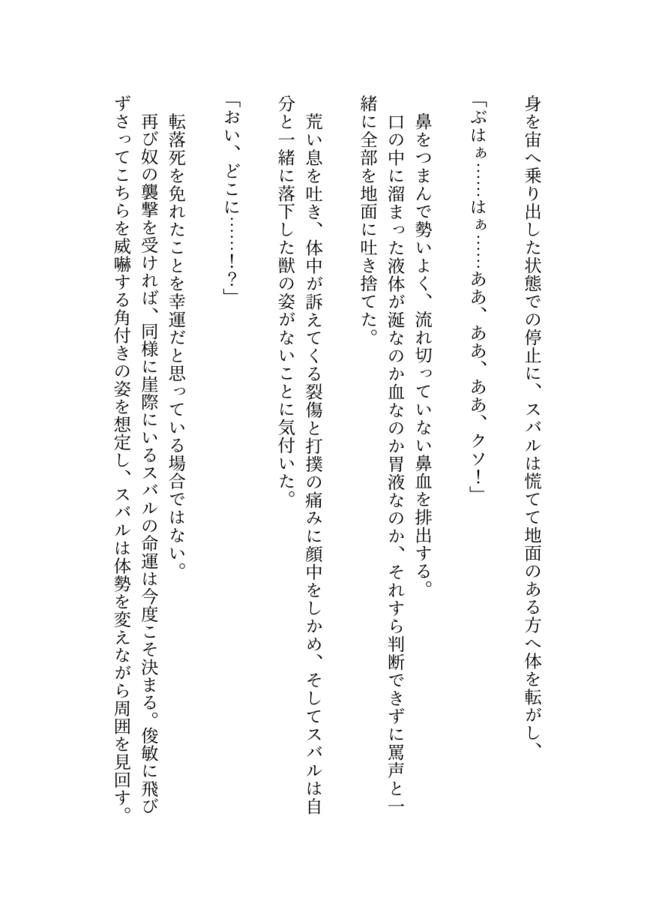 身を宙へ乗り出した状態での停止に、スバルは慌てて地面のある方へ体を転がし、
「ぶはぁ……はぁ……ああ、ああ、ああ、クソ！」
　鼻をつまんで勢いよく、流れ切っていない鼻血を排出する。
　口の中に溜まった液体が涎なのか血なのか胃液なのか、それすら判断できずに罵声と一
緒に全部を地面に吐き捨てた。
　荒い息を吐き、体中が訴えてくる裂傷と打撲の痛みに顔中をしかめ、そしてスバルは自
分と一緒に落下した獣の姿がないことに気付いた。
「おい、どこに……！？」
　転落死を免れたことを幸運だと思っている場合ではない。
　再び奴の襲撃を受ければ、同様に崖際にいるスバルの命運は今度こそ決まる。俊敏に飛び
ずさってこちらを威嚇する角付きの姿を想定し、スバルは体勢を変えながら周囲を見回す。